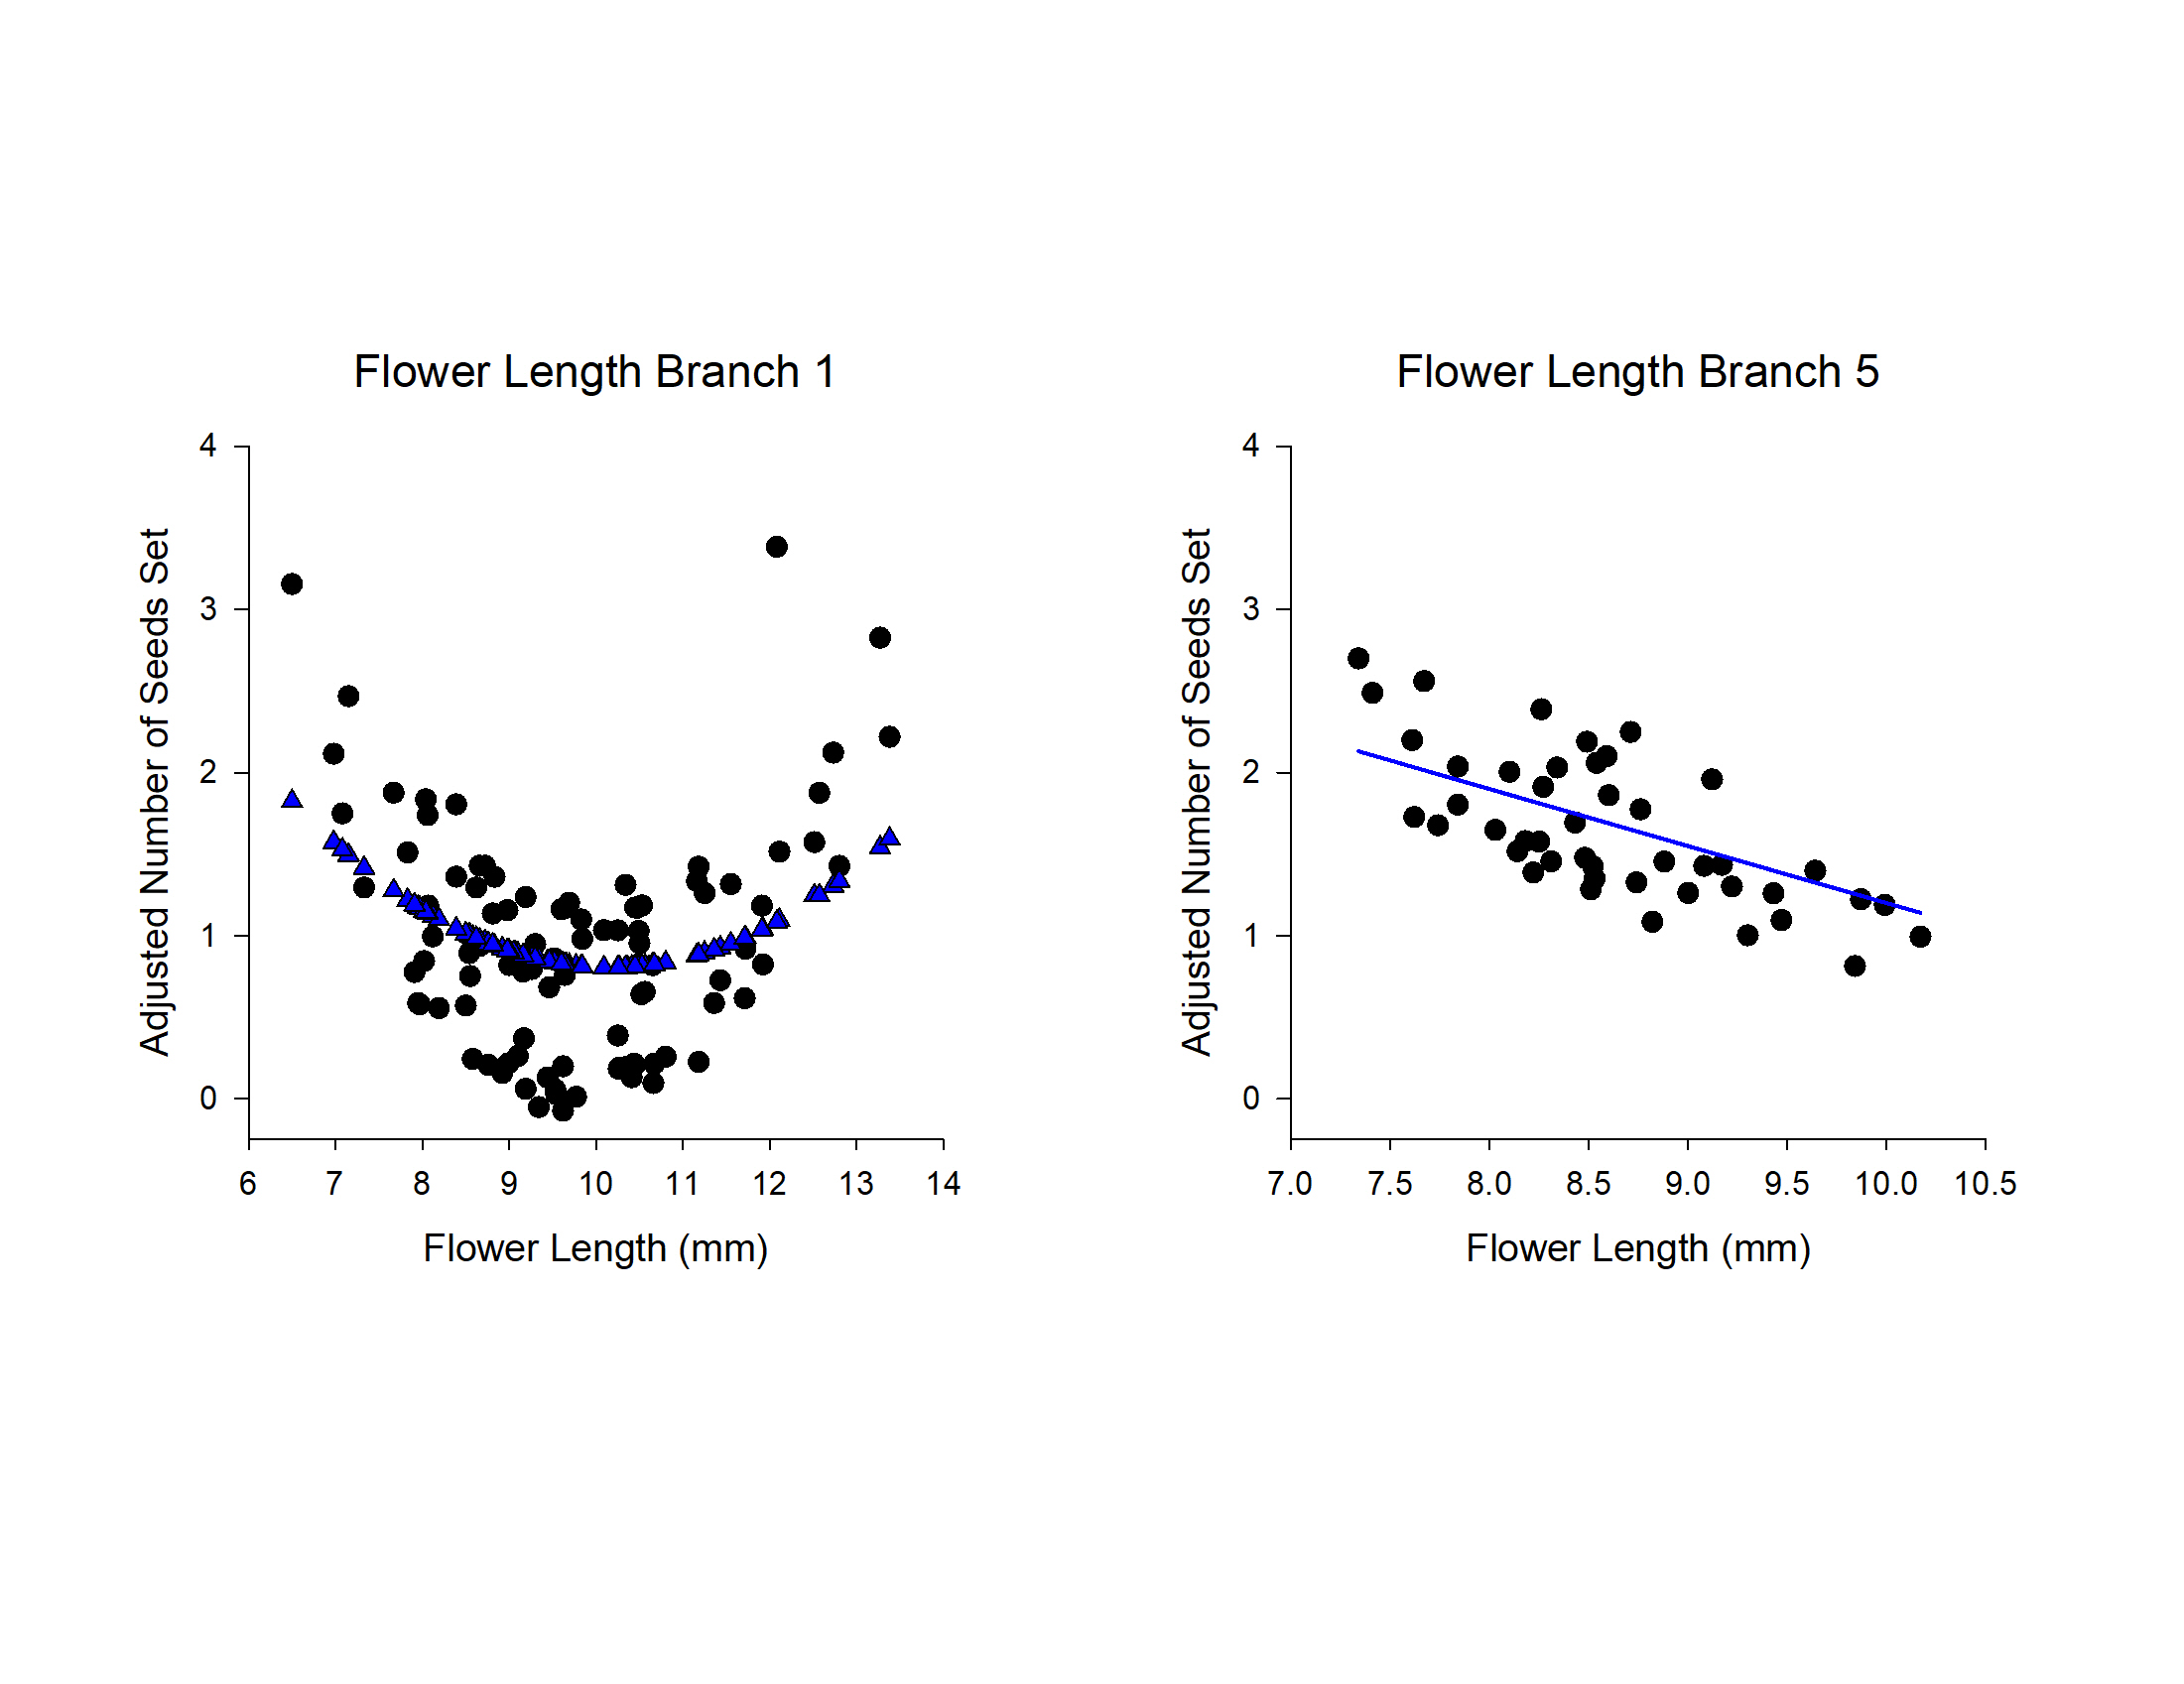 Flower Length Branch 1
Adjusted Number of Seeds Set
4
3
2
1
0
6 7 8 9 10 11 12 13 14
Flower Length (mm)
Flower Length Branch 5
Adjusted Number of Seeds Set
4
3
2
1
0
7.0 7.5 8.0 8.5 9.0 9.5 10.0 10.5
Flower Length (mm)